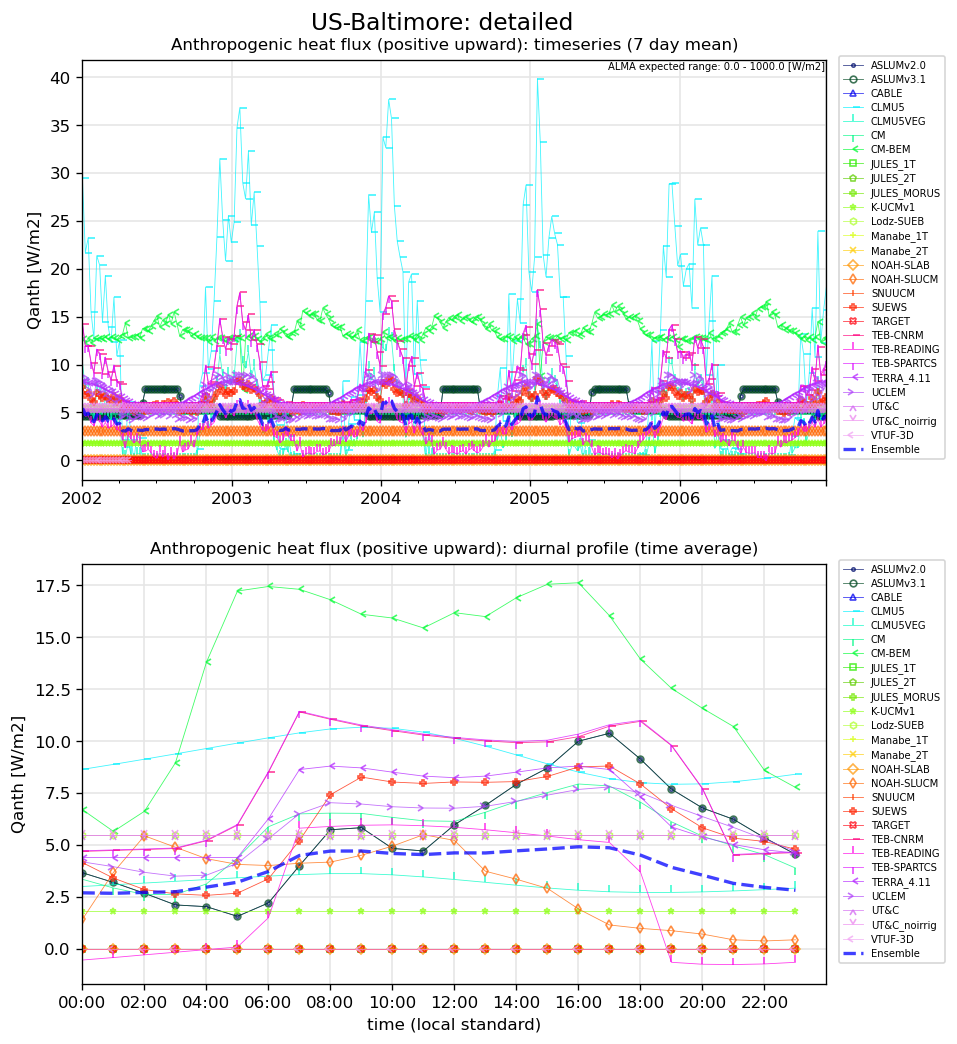 US-Baltimore: detailed
Anthropogenic heat flux (positive upward): timeseries (7 day mean)
ALMA expected range: 0.0 - 1000.0 [W/m2]
Qanth [W/m2]
40
35
30
25
20
15
10
5
0
2002
2003
2004
2005
2006
ASLUMv2.0
ASLUMv3.1
CABLE
CLMU5
CLMU5VEG
CM
CM-BEM
JULES_1T
JULES_2T
JULES_MORUS
K-UCMv1
Lodz-SUEB
Manabe_1T
Manabe_2T
NOAH-SLAB
NOAH-SLUCM
SNUUCM
SUEWS
TARGET
TEB-CNRM
TEB-READING
TEB-SPARTCS
TERRA_4.11
UCLEM
UT&C
UT&C_noirrig
VTUF-3D
Ensemble
Anthropogenic heat flux (positive upward): diurnal profile (time average)
Qanth [W/m2]
17.5
15.0
12.5
10.0
7.5
5.0
2.5
0.0
00:00
02:00
04:00
06:00
08:00
10:00
12:00
14:00
16:00
18:00
20:00
22:00
time (local standard)
ASLUMv2.0
ASLUMv3.1
CABLE
CLMU5
CLMU5VEG
CM
CM-BEM
JULES_1T
JULES_2T
JULES_MORUS
K-UCMv1
Lodz-SUEB
Manabe_1T
Manabe_2T
NOAH-SLAB
NOAH-SLUCM
SNUUCM
SUEWS
TARGET
TEB-CNRM
TEB-READING
TEB-SPARTCS
TERRA_4.11
UCLEM
UT&C
UT&C_noirrig
VTUF-3D
Ensemble